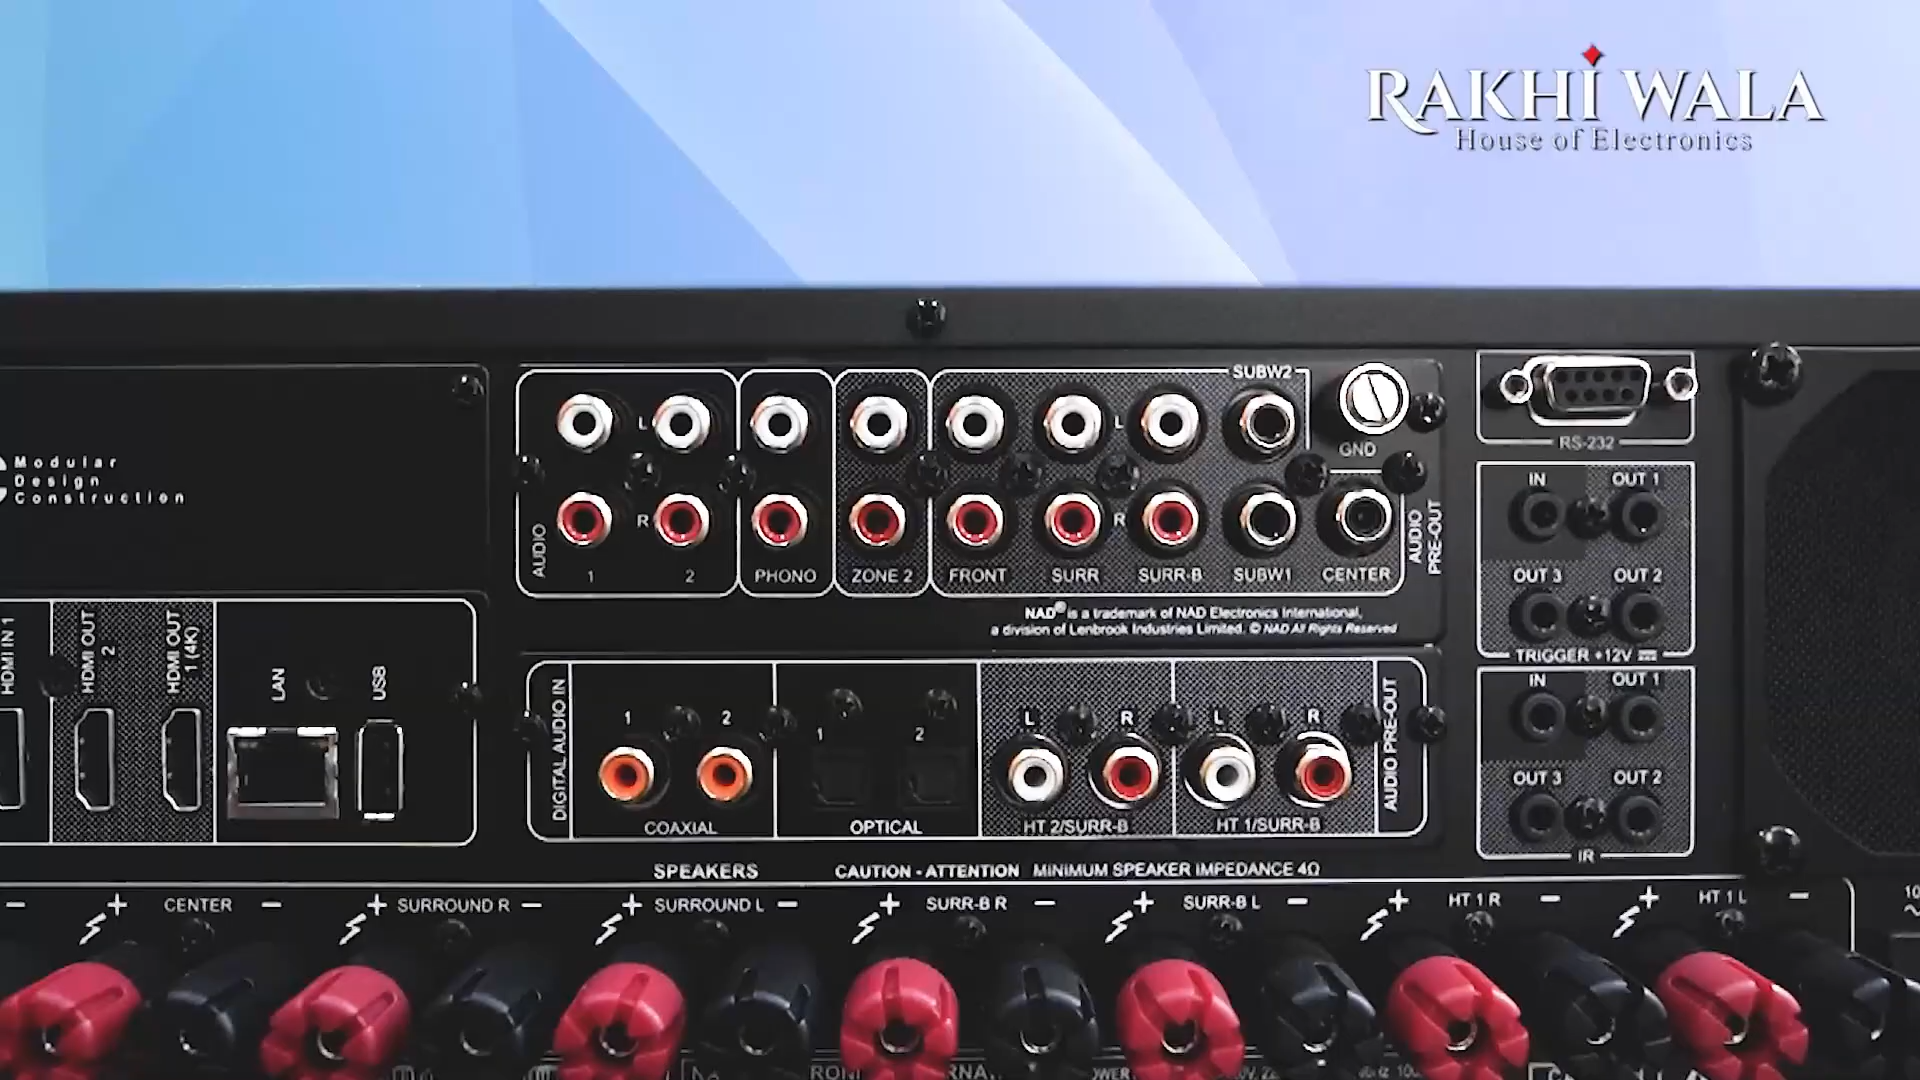 RAKHI WALA
House of Electronics
Modular
Design
Construction
SUBW2
GND
RS-232
L
L
R
R
AUDIO
1
2
PHONO
ZONE 2
FRONT
SURR
SURR-B
SUBW1
CENTER
AUDIO
PRE-OUT
IN
OUT 1
OUT 3
OUT 2
TRIGGER +12V
NAD® is a trademark of NAD Electronics International,
a division of Lenbrook Industries Limited. © NAD All Rights Reserved
HDMI IN 1
HDMI OUT
2
HDMI OUT
1 (4K)
LAN
USB
DIGITAL AUDIO IN
1
2
COAXIAL
1
2
OPTICAL
L
R
HT 2/SURR-B
L
R
HT 1/SURR-B
AUDIO PRE-OUT
IN
OUT 1
OUT 3
OUT 2
IR
SPEAKERS
CAUTION - ATTENTION MINIMUM SPEAKER IMPEDANCE 4Ω
− + CENTER − + SURROUND R − + SURROUND L − + SURR-B R − + SURR-B L − + HT 1 R − + HT 1 L −